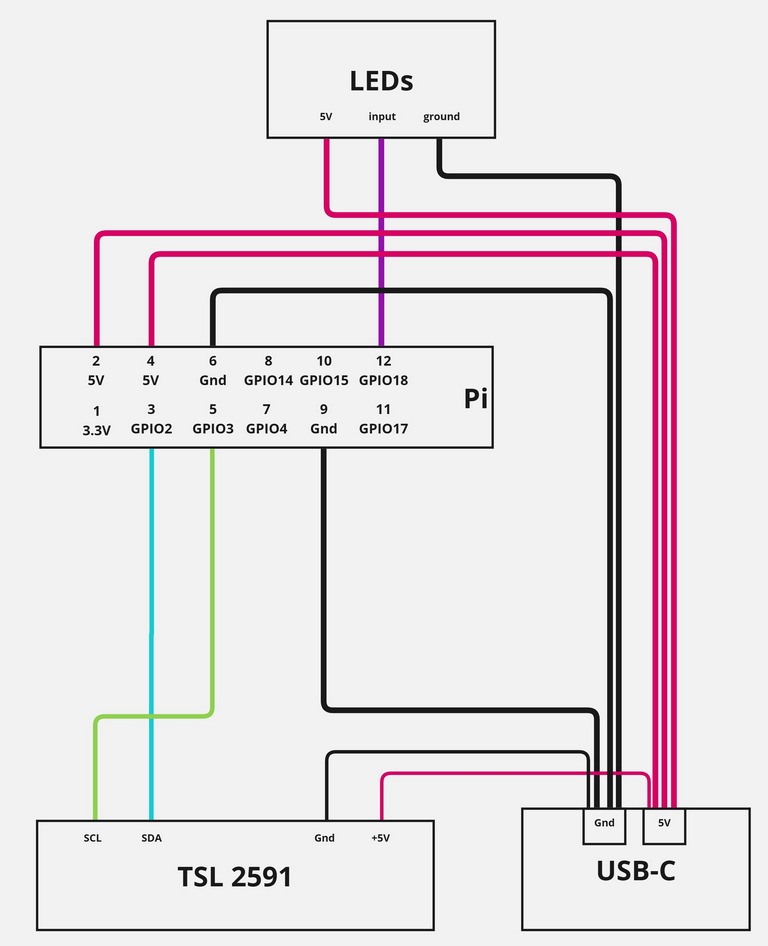 LEDs
5V input ground
2 4 6 8 10 12
5V 5V Gnd GPIO14 GPIO15 GPIO18
Pi
1 3 5 7 9 11
3.3V GPIO2 GPIO3 GPIO4 Gnd GPIO17
SCL SDA Gnd +5V
TSL 2591
Gnd 5V
USB-C